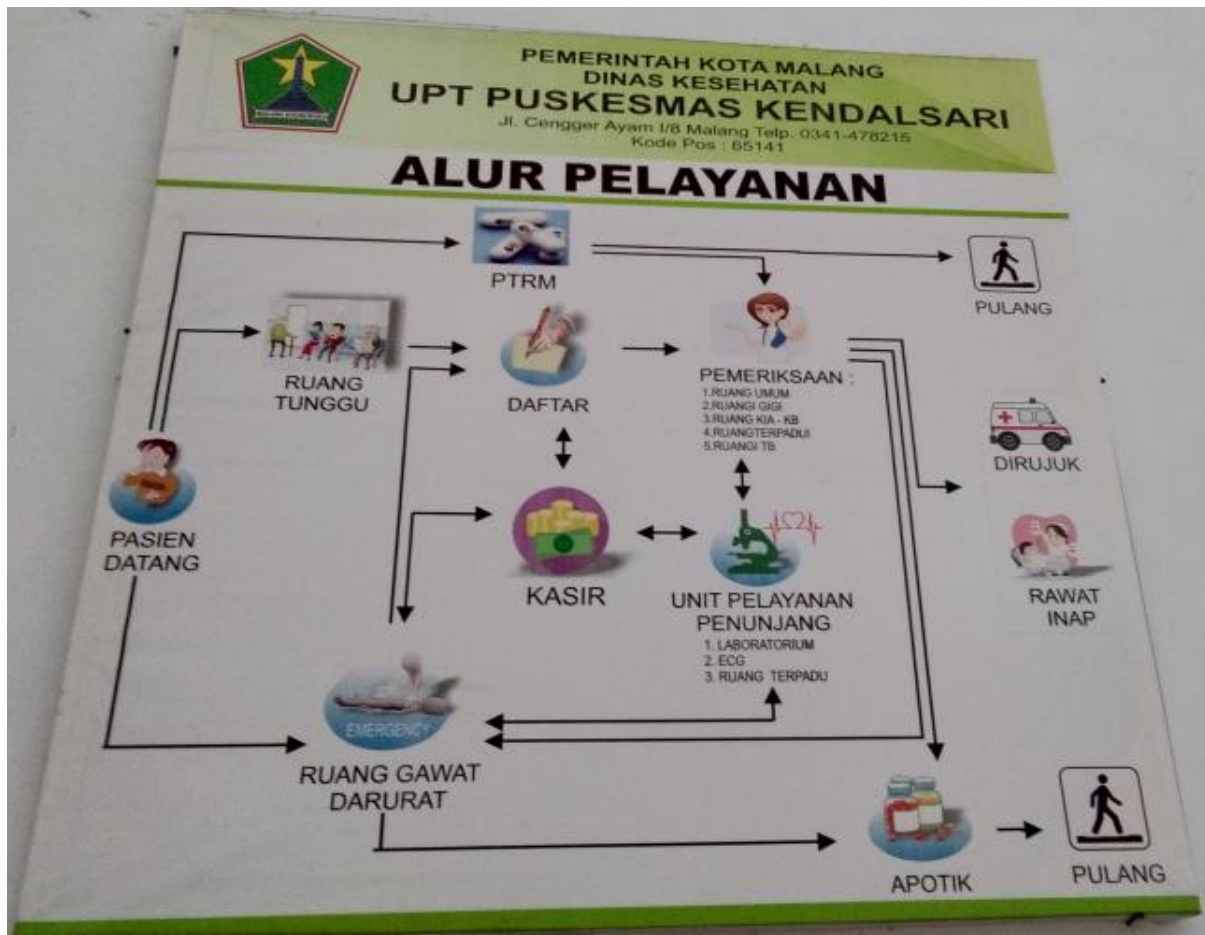 PEMERINTAH KOTA MALANG
DINAS KESEHATAN
UPT PUSKESMAS KENDALSARI
Jl. Cengger Ayam I/8 Malang Telp. 0341-478215
Kode Pos : 65141
ALUR PELAYANAN
PTRM
PULANG
RUANG
TUNGGU
DAFTAR
PEMERIKSAAN :
1.RUANG UMUM
2.RUANGI GIGI
3.RUANG KIA - KB
4.RUANGTERPADUI
5.RUANGI TB
DIRUJUK
PASIEN
DATANG
KASIR
UNIT PELAYANAN
PENUNJANG
1. LABORATORIUM
2. ECG
3. RUANG TERPADU
RAWAT
INAP
EMERGENCY
RUANG GAWAT
DARURAT
APOTIK
PULANG